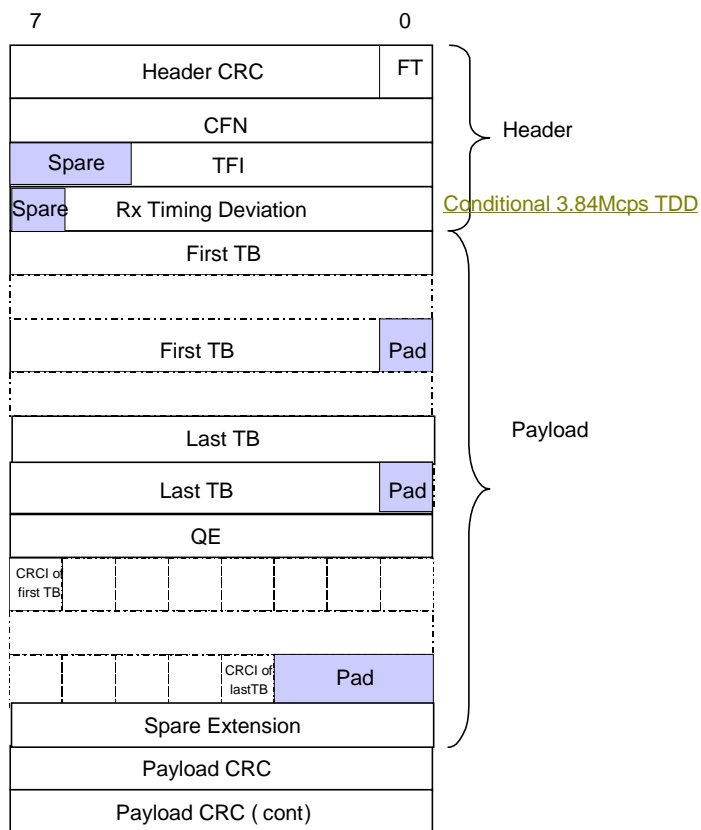 7 0
Header CRC FT
CFN
Header
Spare TFI
Spare Rx Timing Deviation Conditional 3.84Mcps TDD
First TB
First TB Pad
Last TB
Payload
Last TB Pad
QE
CRCI of
first TB
CRCI of
lastTB
Pad
Spare Extension
Payload CRC
Payload CRC ( cont)